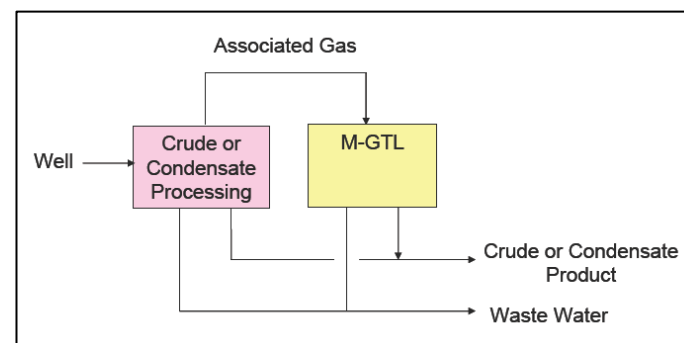 Associated Gas
Well
Crude or
Condensate
Processing
M-GTL
Crude or Condensate
Product
Waste Water